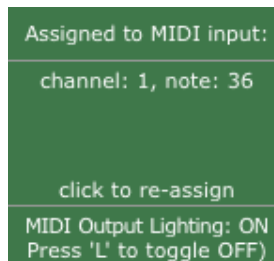 Assigned to MIDI input:
channel: 1, note: 36
click to re-assign
MIDI Output Lighting: ON
Press 'L' to toggle OFF)